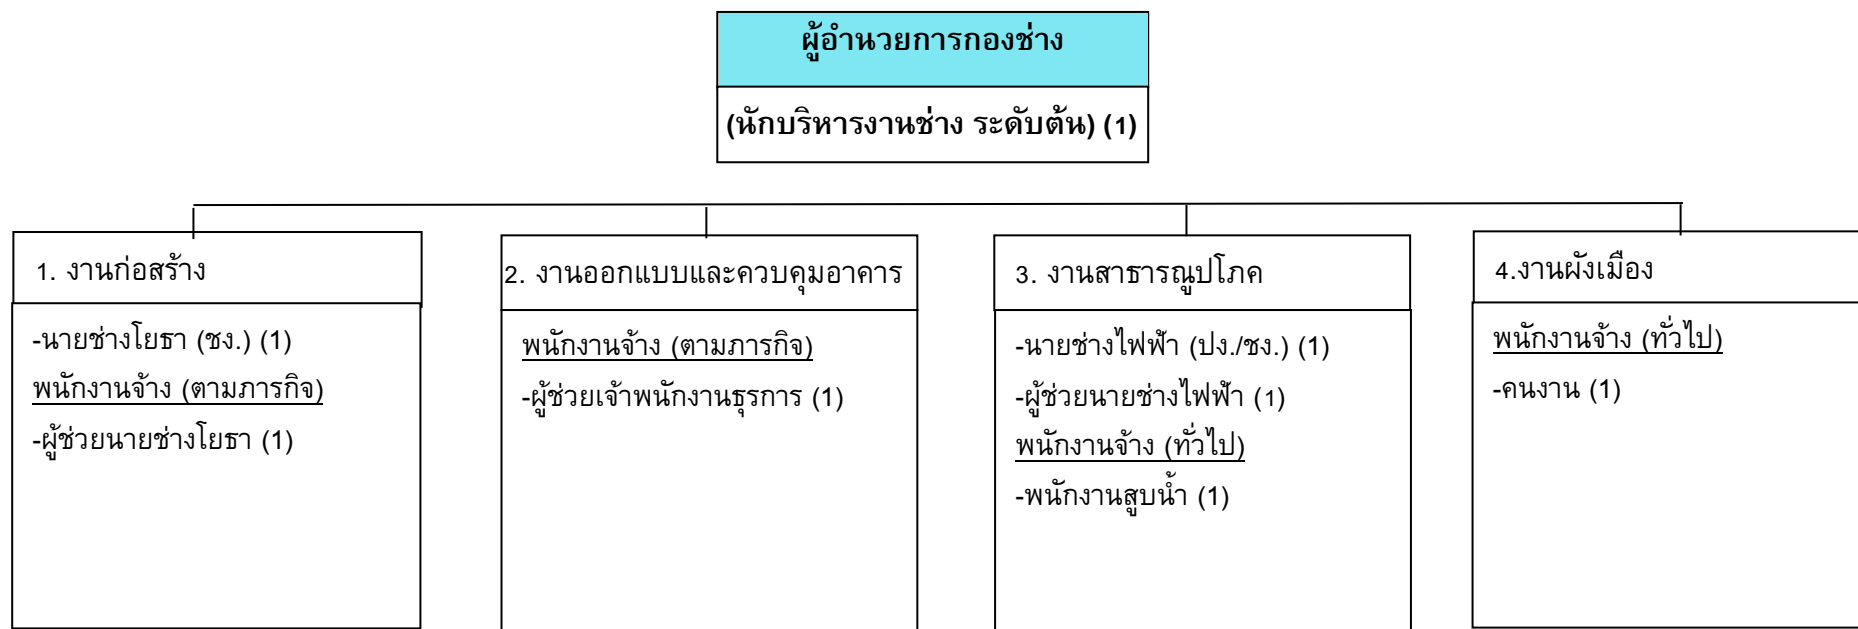 ผู้อำนวยการกองช่าง
(นักบริหารงานช่าง ระดับต้น) (1)
1. งานก่อสร้าง
-นายช่างโยธา (ชง.) (1)
พนักงานจ้าง (ตามภารกิจ)
-ผู้ช่วยนายช่างโยธา (1)
2. งานออกแบบและควบคุมอาคาร
พนักงานจ้าง (ตามภารกิจ)
-ผู้ช่วยเจ้าพนักงานธุรการ (1)
3. งานสาธารณูปโภค
-นายช่างไฟฟ้า (ปง./ชง.) (1)
-ผู้ช่วยนายช่างไฟฟ้า (1)
พนักงานจ้าง (ทั่วไป)
-พนักงานสูบน้ำ (1)
4.งานผังเมือง
พนักงานจ้าง (ทั่วไป)
-คนงาน (1)